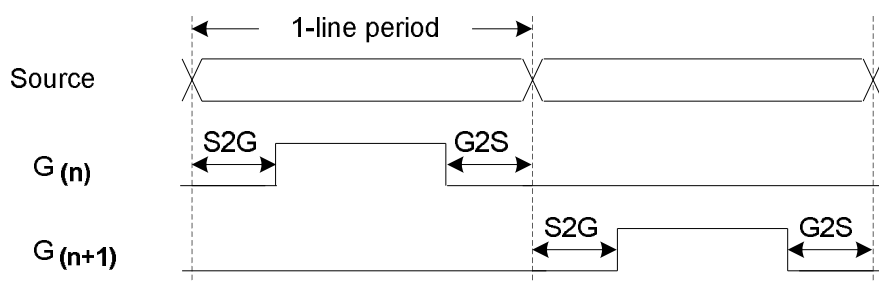 1-line period
Source
S2G G2S
G (n)
S2G G2S
G (n+1)